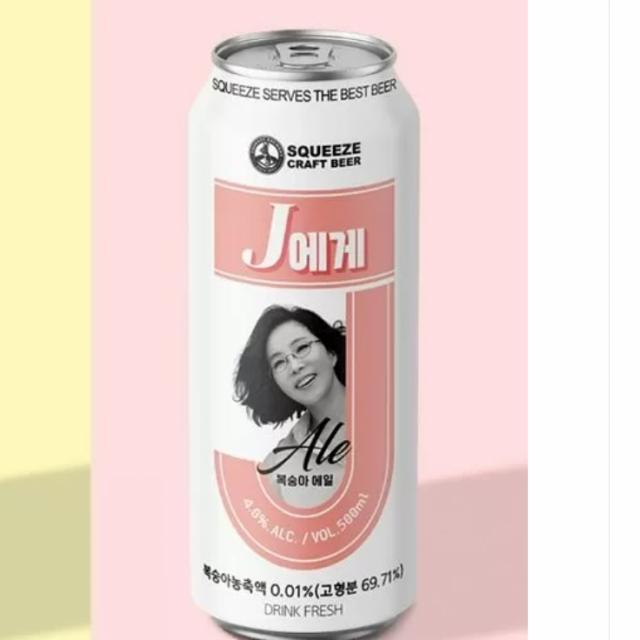 SQUEEZE SERVES THE BEST BEER
SQUEEZE
CRAFT BEER
J에게
Ale
복숭아 에일
4.0%.ALC. / VOL.500ml
복숭아농축액 0.01%(고형분 69.71%)
DRINK FRESH